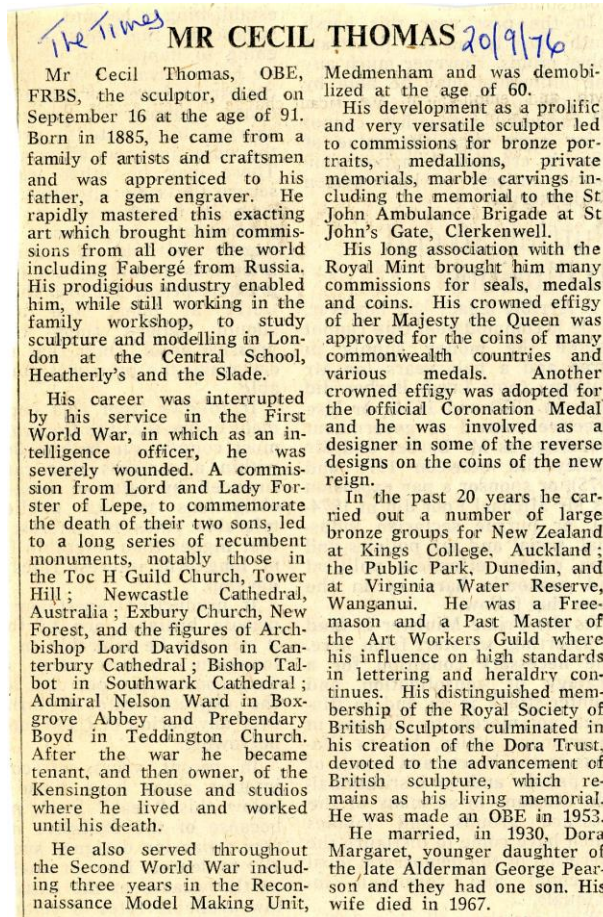 The Times
MR CECIL THOMAS
20/9/76
Mr Cecil Thomas, OBE,
FRBS, the sculptor, died on
September 16 at the age of 91.
Born in 1885, he came from a
family of artists and craftsmen
and was apprenticed to his
father, a gem engraver. He
rapidly mastered this exacting
art which brought him commis-
sions from all over the world
including Fabergé from Russia.
His prodigious industry enabled
him, while still working in the
family workshop, to study
sculpture and modelling in Lon-
don at the Central School,
Heatherly's and the Slade.
His career was interrupted
by his service in the First
World War, in which as an in-
telligence officer, he was
severely wounded. A commis-
sion from Lord and Lady For-
ster of Lepe, to commemorate
the death of their two sons, led
to a long series of recumbent
monuments, notably those in
the Toc H Guild Church, Tower
Hill; Newcastle Cathedral,
Australia; Exbury Church, New
Forest, and the figures of Arch-
bishop Lord Davidson in Can-
terbury Cathedral; Bishop Tal-
bot in Southwark Cathedral;
Admiral Nelson Ward in Box-
grove Abbey and Prebendary
Boyd in Teddington Church.
After the war he became
tenant, and then owner, of the
Kensington House and studios
where he lived and worked
until his death.
He also served throughout
the Second World War includ-
ing three years in the Recon-
naissance Model Making Unit,
Medmenham and was demobi-
lized at the age of 60.
His development as a prolific
and very versatile sculptor led
to commissions for bronze por-
traits, medallions, private
memorials, marble carvings in-
cluding the memorial to the St
John Ambulance Brigade at St
John's Gate, Clerkenwell.
His long association with the
Royal Mint brought him many
commissions for seals, medals
and coins. His crowned effigy
of her Majesty the Queen was
approved for the coins of many
commonwealth countries and
various medals. Another
crowned effigy was adopted for
the official Coronation Medal
and he was involved as a
designer in some of the reverse
designs on the coins of the new
reign.
In the past 20 years he car-
ried out a number of large
bronze groups for New Zealand
at Kings College, Auckland;
the Public Park, Dunedin, and
at Virginia Water Reserve,
Wanganui. He was a Free-
mason and a Past Master of
the Art Workers Guild where
his influence on high standards
in lettering and heraldry con-
tinues. His distinguished mem-
bership of the Royal Society of
British Sculptors culminated in
his creation of the Dora Trust,
devoted to the advancement of
British sculpture, which re-
mains as his living memorial.
He was made an OBE in 1953.
He married, in 1930, Dora
Margaret, younger daughter of
the late Alderman George Pear-
son and they had one son. His
wife died in 1967.